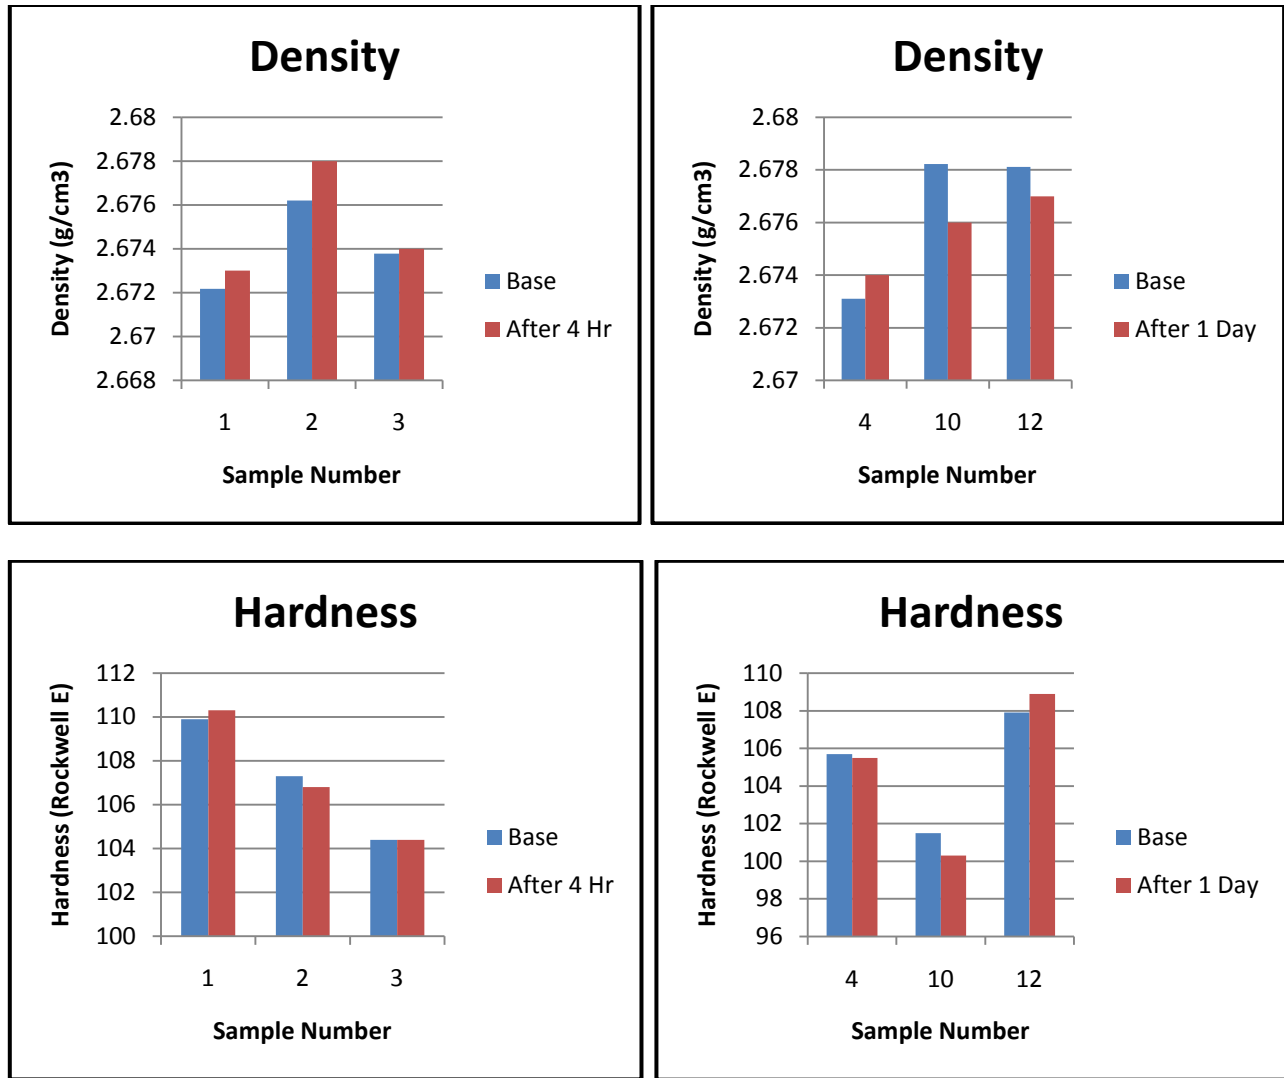 Density
Density (g/cm3)
2.68
2.678
2.676
2.674
2.672
2.67
2.668
1 2 3
Sample Number
Base
After 4 Hr
Density
Density (g/cm3)
2.68
2.678
2.676
2.674
2.672
2.67
4 10 12
Sample Number
Base
After 1 Day
Hardness
Hardness (Rockwell E)
112
110
108
106
104
102
100
1 2 3
Sample Number
Base
After 4 Hr
Hardness
Hardness (Rockwell E)
110
108
106
104
102
100
98
96
4 10 12
Sample Number
Base
After 1 Day